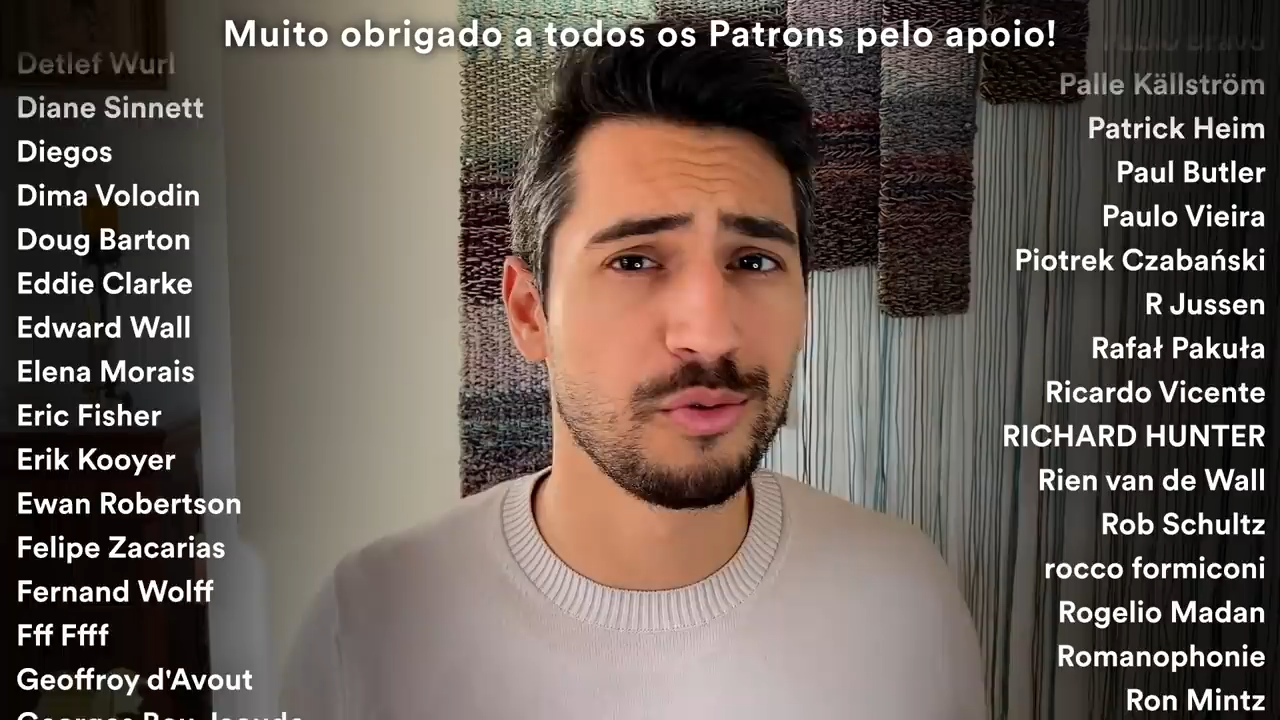 Muito obrigado a todos os Patrons pelo apoio!
Detlef Wurl
Diane Sinnett
Diegos
Dima Volodin
Doug Barton
Eddie Clarke
Edward Wall
Elena Morais
Eric Fisher
Erik Kooyer
Ewan Robertson
Felipe Zacarias
Fernand Wolff
Fff Ffff
Geoffroy d'Avout
Palle Källström
Patrick Heim
Paul Butler
Paulo Vieira
Piotrek Czabański
R Jussen
Rafał Pakuła
Ricardo Vicente
RICHARD HUNTER
Rien van de Wall
Rob Schultz
rocco formiconi
Rogelio Madan
Romanophonie
Ron Mintz